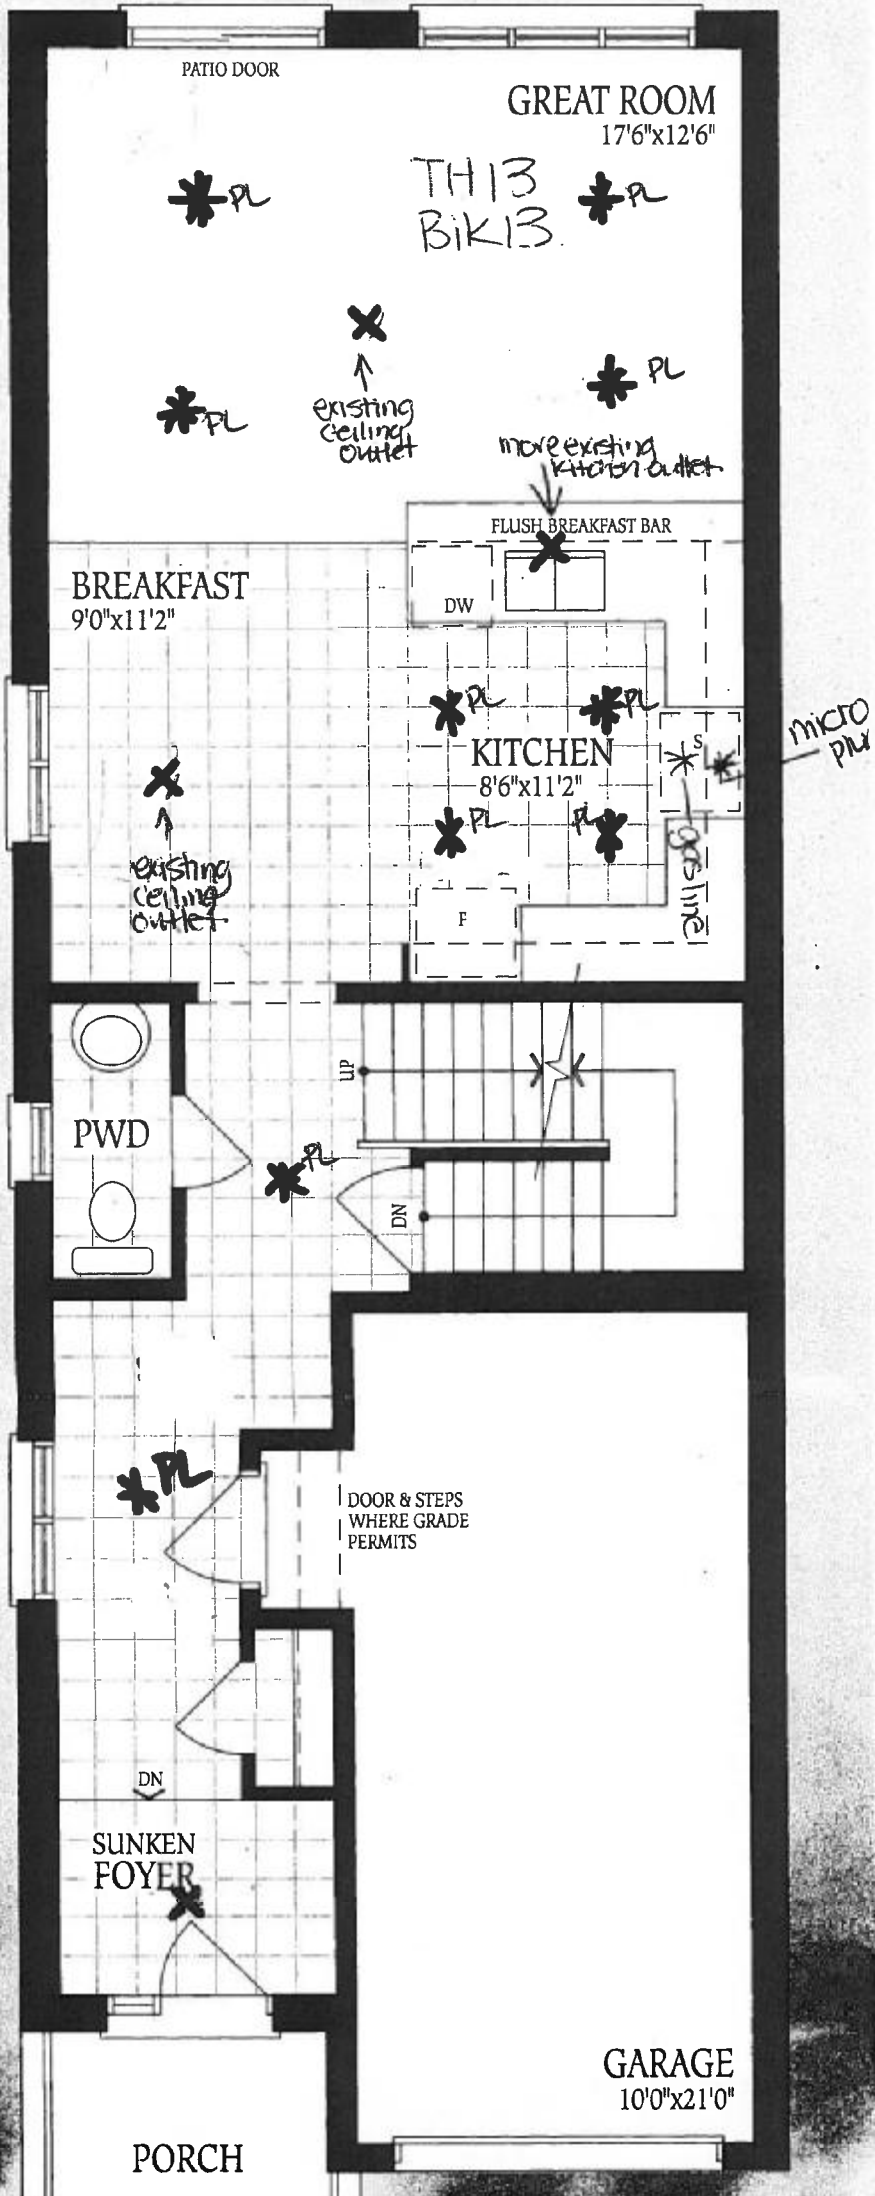 PATIO DOOR
GREAT ROOM
17'6"x12'6"
TH 13
BlK13.
PL
PL
PL
PL
existing
ceiling
outlet
more existing
kitchen outlet
FLUSH BREAKFAST BAR
BREAKFAST
9'0"x11'2"
DW
PL
PL
KITCHEN
8'6"x11'2"
S
micro
PL
PL
gas line
existing
ceiling
outlet
F
UP
PWD
PL
DN
PL
DOOR & STEPS
WHERE GRADE
PERMITS
DN
SUNKEN
FOYER
GARAGE
10'0"x21'0"
PORCH